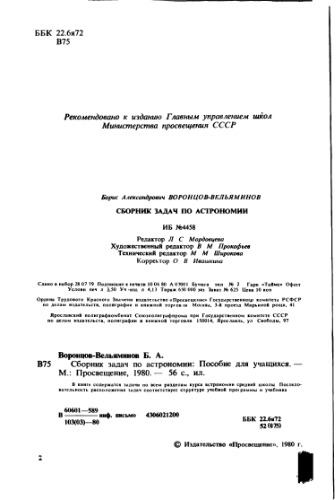 ББК 22.6я72
В75
Рекомендовано к изданию Главным управлением школ
Министерства просвещения СССР
Борис Александрович ВОРОНЦОВ-ВЕЛЬЯМИНОВ
СБОРНИК ЗАДАЧ ПО АСТРОНОМИИ
ИБ №4458
Редактор Л С Мордовцева
Художественный редактор В М Прокофьев
Технический редактор М М Широкова
Корректор О В Ивашкина
Сдано в набор 28 07 79 Подписано к печати 10 06 80 А 07001 Бумага тип № 2 Гарн «Таймс» Офсет
Услов печ л 3,50 Уч -изд л 4,13 Тираж 650 000 экз Заказ № 625 Цена 10 коп
Ордена Трудового Красного Знамени издательство «Просвещение» Государственного комитета РСФСР
по делам издательств, полиграфии и книжной торговли Москва, 3-й проезд Марьиной рощи, 41
Ярославский полиграфкомбинат Союзполиграфпрома при Государственном комитете СССР
по делам издательств, полиграфии и книжной торговли 150014, Ярославль, ул Свободы, 97
Воронцов-Вельяминов Б. А.
В75 Сборник задач по астрономии: Пособие для учащихся. —
М.: Просвещение, 1980. — 56 с., ил.
В книге содержатся задачи по всем разделам курса астрономии средней школы Последо-
вательность расположения задач соответствует структуре учебной программы и учебника
60601—589
В инф. письмо 4306021200
103(03)—80
ББК 22.6я72
52 (075)
© Издательство «Просвещение», 1980 г.
2